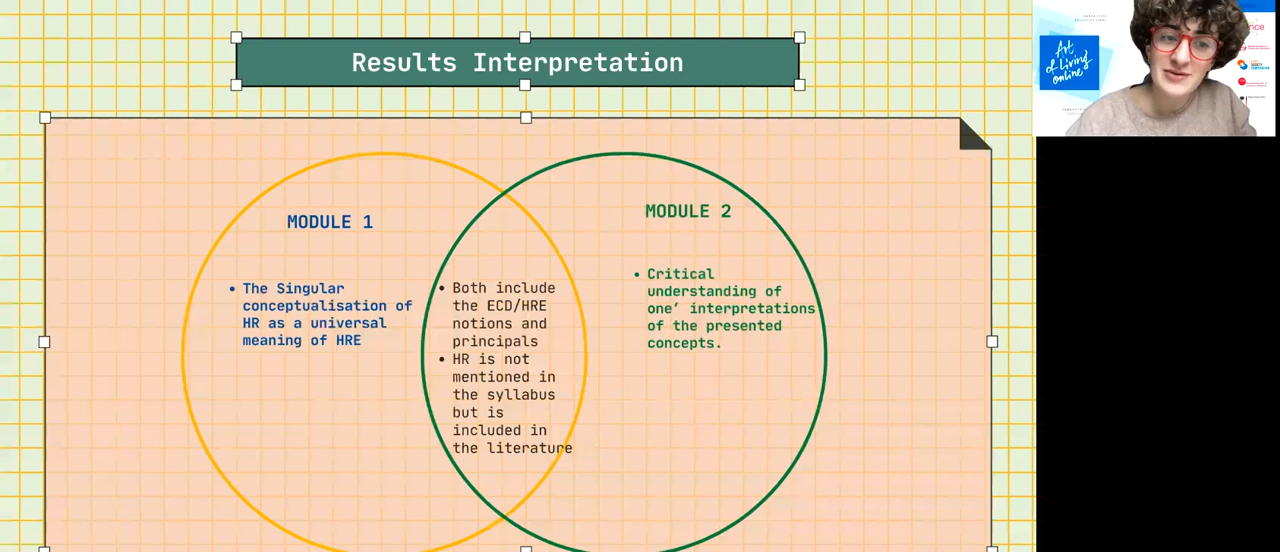 Results Interpretation
MODULE 1
• The Singular
conceptualisation of
HR as a universal
meaning of HRE
• Both include
the ECD/HRE
notions and
principals
• HR is not
mentioned in
the syllabus
but is
included in
the literature
MODULE 2
• Critical
understanding of
one’ interpretations
of the presented
concepts.
Art
of Living
online